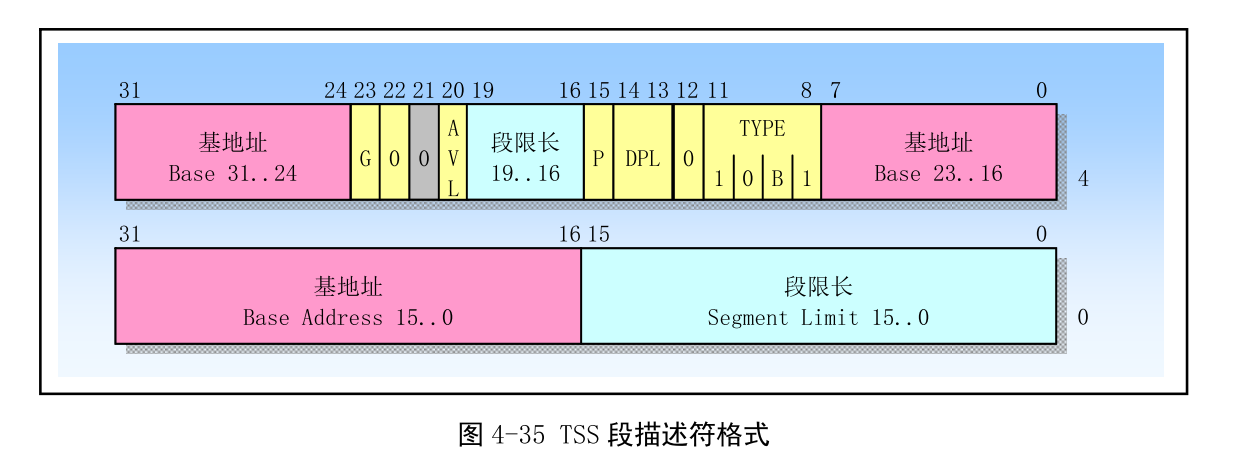 31 24 23 22 21 20 19 16 15 14 13 12 11 8 7 0
基地址
Base 31..24
G
0
0
A
V
L
段限长
19..16
P
DPL
0
TYPE
1 0 B 1
基地址
Base 23..16
4
31 16 15 0
基地址
Base Address 15..0
段限长
Segment Limit 15..0
0
图 4-35 TSS 段描述符格式